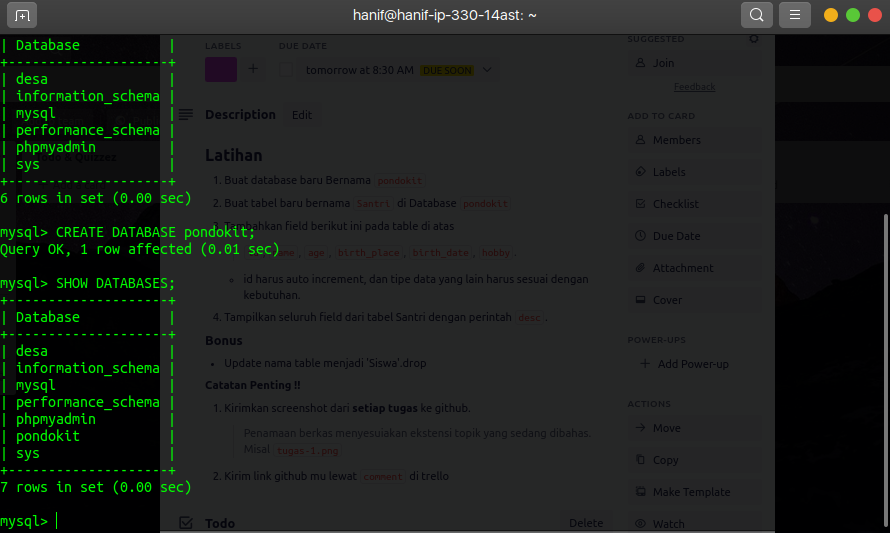 hanif@hanif-ip-330-14ast: ~
| Database           |
+--------------------+
| desa               |
| information_schema |
| mysql              |
| performance_schema |
| phpmyadmin         |
| sys                |
+--------------------+
6 rows in set (0.00 sec)
mysql> CREATE DATABASE pondokit;
Query OK, 1 row affected (0.01 sec)
mysql> SHOW DATABASES;
+--------------------+
| Database           |
+--------------------+
| desa               |
| information_schema |
| mysql              |
| performance_schema |
| phpmyadmin         |
| pondokit           |
| sys                |
+--------------------+
7 rows in set (0.00 sec)
mysql>
LABELS
DUE DATE
tomorrow at 8:30 AM DUE SOON
Description Edit
Quizzez
Latihan
1. Buat database baru Bernama pondokit
2. Buat tabel baru bernama Santri di Database pondokit
field berikut ini pada table di atas
, age, birth_place, birth_date, hobby.
id harus auto increment, dan tipe data yang lain harus sesuai dengan
kebutuhan.
4. Tampilkan seluruh field dari tabel Santri dengan perintah desc.
Bonus
• Update nama table menjadi 'Siswa'.drop
Catatan Penting !!
1. Kirimkan screenshot dari setiap tugas ke github.
Penamaan berkas menyesuaikan ekstensi topik yang sedang dibahas.
Misal tugas-1.png
2. Kirim link github mu lewat comment di trello
Todo
Delete
SUGGESTED
Join
Feedback
ADD TO CARD
Members
Labels
Checklist
Due Date
Attachment
Cover
POWER-UPS
+ Add Power-up
ACTIONS
Move
Copy
Make Template
Watch